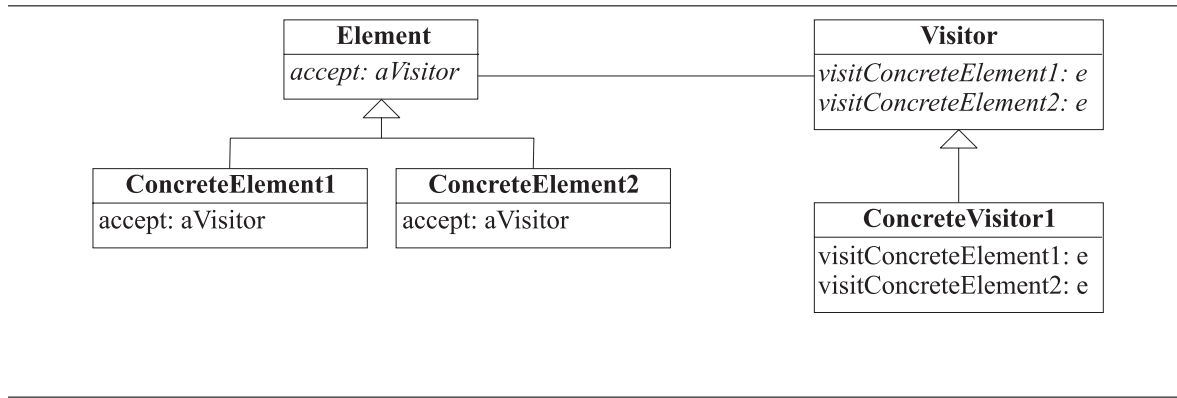 Element
accept: aVisitor
Visitor
visitConcreteElement1: e
visitConcreteElement2: e
ConcreteElement1
accept: aVisitor
ConcreteElement2
accept: aVisitor
ConcreteVisitor1
visitConcreteElement1: e
visitConcreteElement2: e